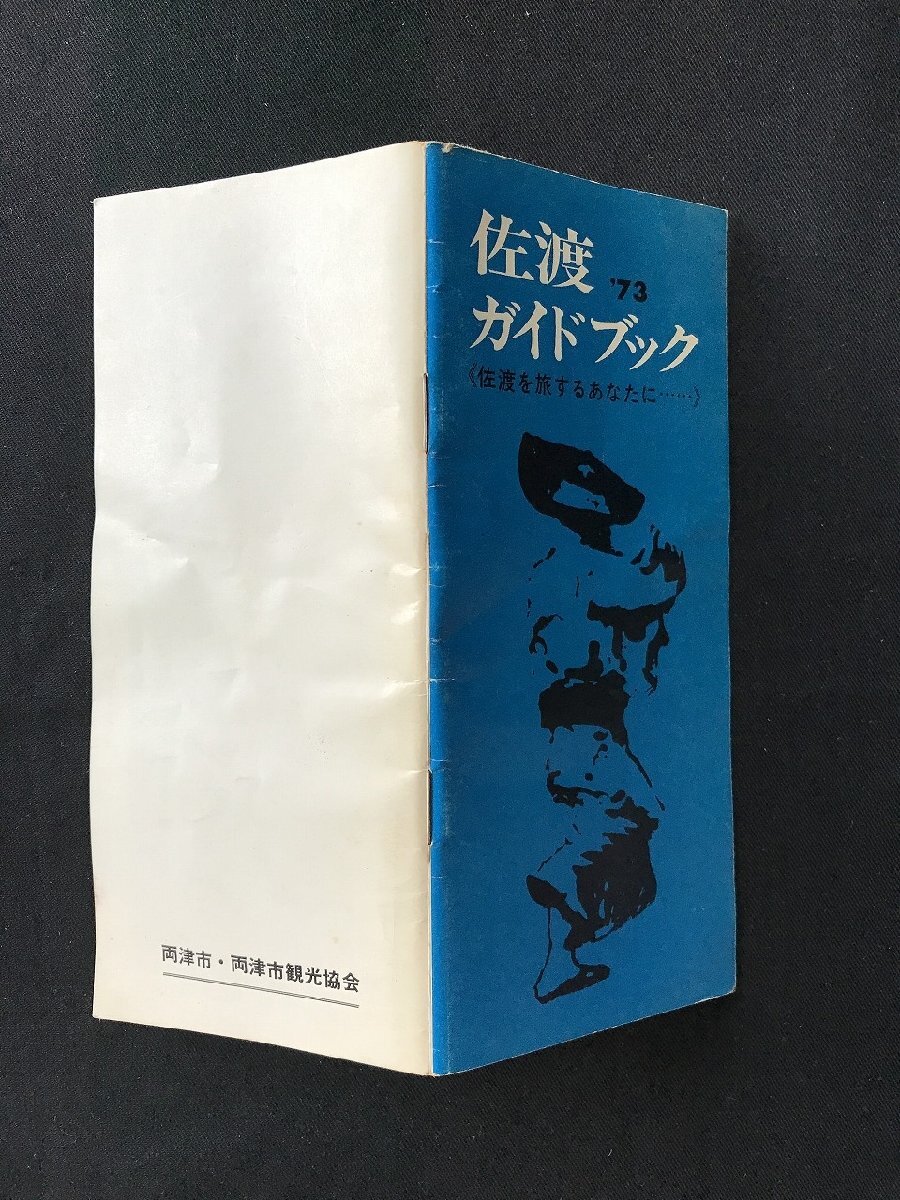 佐渡
'73
ガイドブック
《佐渡を旅するあなたに……》
両津市・両津市観光協会